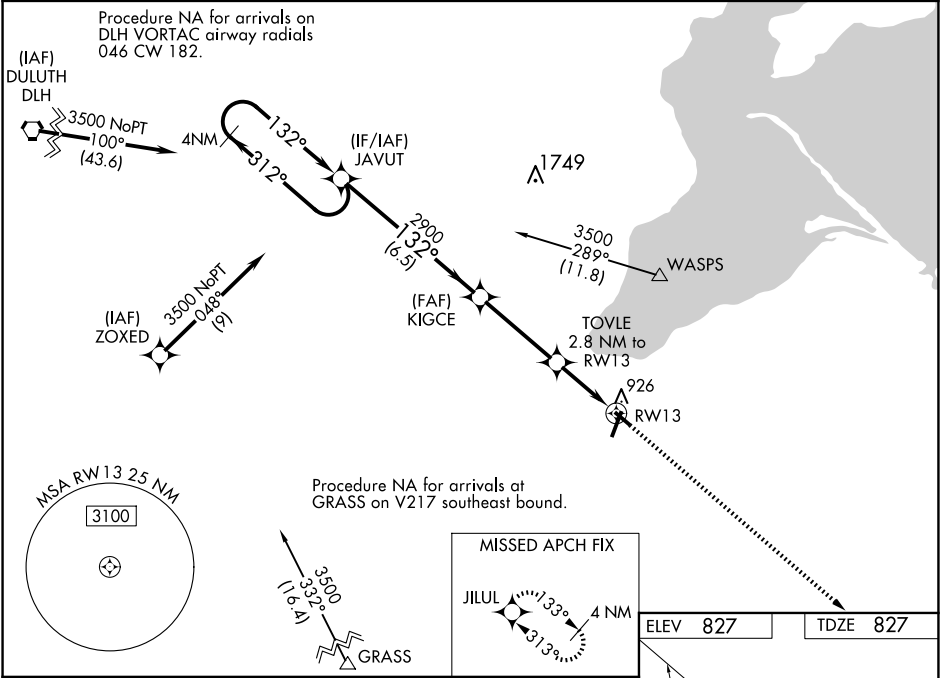 Procedure NA for arrivals on
DLH VORTAC airway radials
046 CW 182.
(IAF)
DULUTH
DLH
3500 NoPT
100°
(43.6)
4NM
132°
312°
(IF/IAF)
JAVUT
1749
2900
132°
(6.5)
3500
289°
(11.8)
WASPS
(IAF)
ZOXED
3500 NoPT
048°
(9)
(FAF)
KIGCE
TOVLE
2.8 NM to
RW13
926
RW13
MSA RW13 25 NM
3100
Procedure NA for arrivals at
GRASS on V217 southeast bound.
3500
332°
(16.4)
GRASS
MISSED APCH FIX
JILUL
133°
313°
4 NM
ELEV 827
TDZE 827